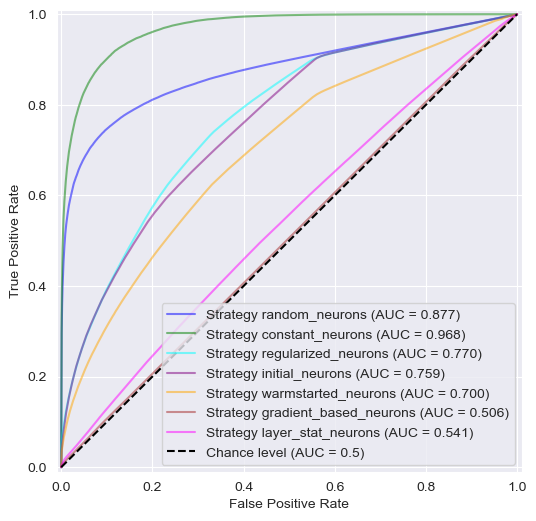 1.0
0.8
0.6
0.4
0.2
0.0
True Positive Rate
Strategy random_neurons (AUC = 0.877)
Strategy constant_neurons (AUC = 0.968)
Strategy regularized_neurons (AUC = 0.770)
Strategy initial_neurons (AUC = 0.759)
Strategy warmstarted_neurons (AUC = 0.700)
Strategy gradient_based_neurons (AUC = 0.506)
Strategy layer_stat_neurons (AUC = 0.541)
Chance level (AUC = 0.5)
0.0 0.2 0.4 0.6 0.8 1.0
False Positive Rate